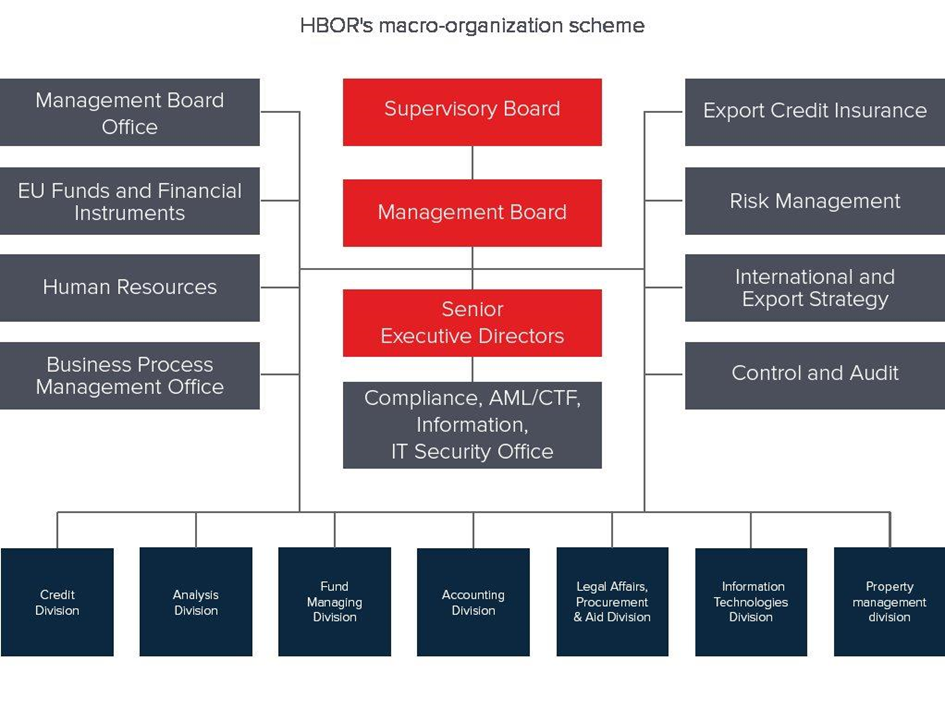 HBOR's macro-organization scheme
Management Board
Office
Supervisory Board
Export Credit Insurance
EU Funds and Financial
Instruments
Management Board
Risk Management
Human Resources
Senior
Executive Directors
International and
Export Strategy
Business Process
Management Office
Compliance, AML/CTF,
Information,
IT Security Office
Control and Audit
Credit
Division
Analysis
Division
Fund
Managing
Division
Accounting
Division
Legal Affairs,
Procurement
& Aid Division
Information
Technologies
Division
Property
management
division